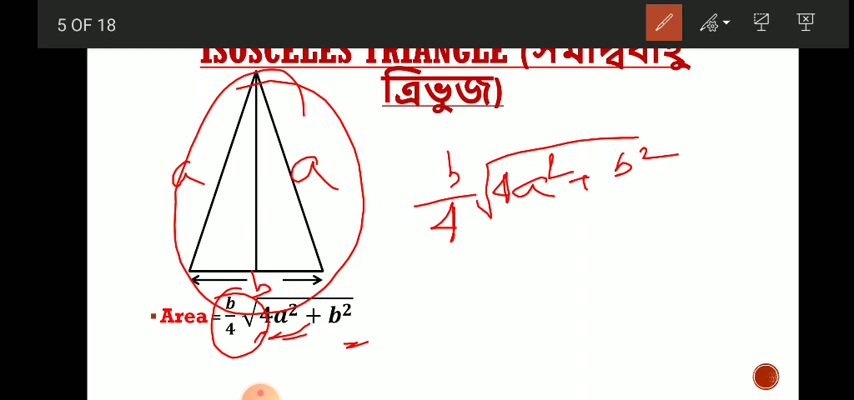 5 OF 18
ISOSCELES TRIANGLE (সমদ্বিবাহু
ত্রিভুজ)
a
a
b
b/4 √4a² + b²
▪ Area = b/4 √4a² + b²